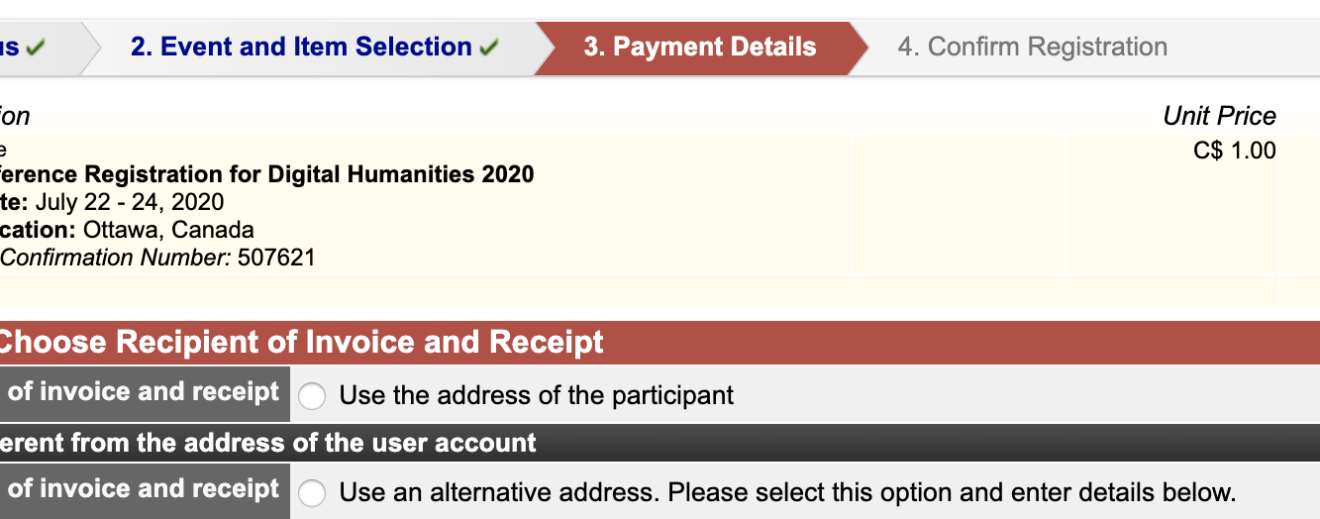 us
2. Event and Item Selection
3. Payment Details
4. Confirm Registration
ion
Unit Price
e
C$ 1.00
ference Registration for Digital Humanities 2020
te: July 22 - 24, 2020
cation: Ottawa, Canada
Confirmation Number: 507621
Choose Recipient of Invoice and Receipt
of invoice and receipt
Use the address of the participant
erent from the address of the user account
of invoice and receipt
Use an alternative address. Please select this option and enter details below.